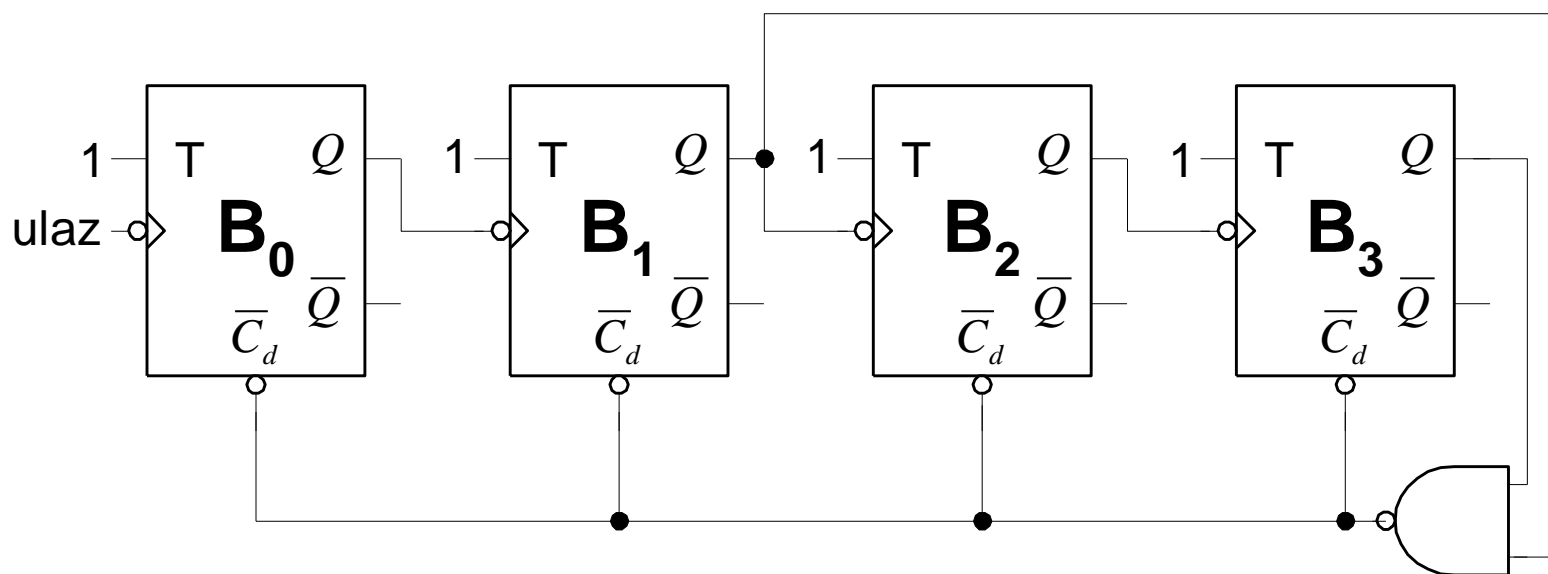 1 T Q 1 T Q 1 T Q 1 T Q
ulaz B₀ B₁ B₂ B₃
Q̅ Q̅ Q̅ Q̅
C̅d C̅d C̅d C̅d